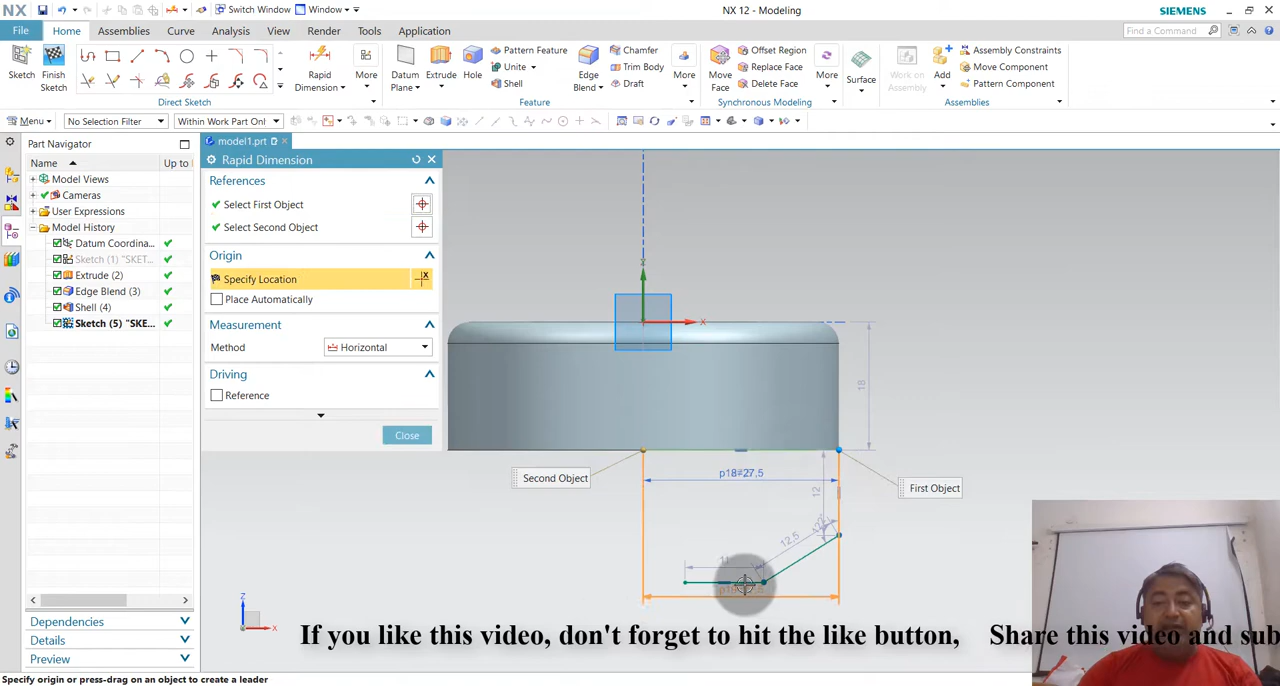 NX
Switch Window
Window
NX 12 - Modeling
SIEMENS
File
Home
Assemblies
Curve
Analysis
View
Render
Tools
Application
Find a Command
Sketch
Finish
Sketch
Rapid
Dimension
More
Datum
Plane
Extrude
Hole
Pattern Feature
Unite
Shell
Edge
Blend
Chamfer
Trim Body
Draft
More
Move
Face
Offset Region
Replace Face
Delete Face
More
Surface
Work on
Assembly
Add
Assembly Constraints
Move Component
Pattern Component
Direct Sketch
Feature
Synchronous Modeling
Assemblies
Menu
No Selection Filter
Within Work Part Only
Part Navigator
Name
Up to
Model Views
Cameras
User Expressions
Model History
Datum Coordina...
Sketch (1) "SKET...
Extrude (2)
Edge Blend (3)
Shell (4)
Sketch (5) "SKE...
Dependencies
Details
Preview
model1.prt
Rapid Dimension
References
Select First Object
Select Second Object
Origin
Specify Location
Place Automatically
Measurement
Method
Horizontal
Driving
Reference
Close
X
18
Second Object
First Object
p18=27.5
12
12.5
11
Z
X
If you like this video, don't forget to hit the like button, Share this video and sub
Specify origin or press-drag on an object to create a leader